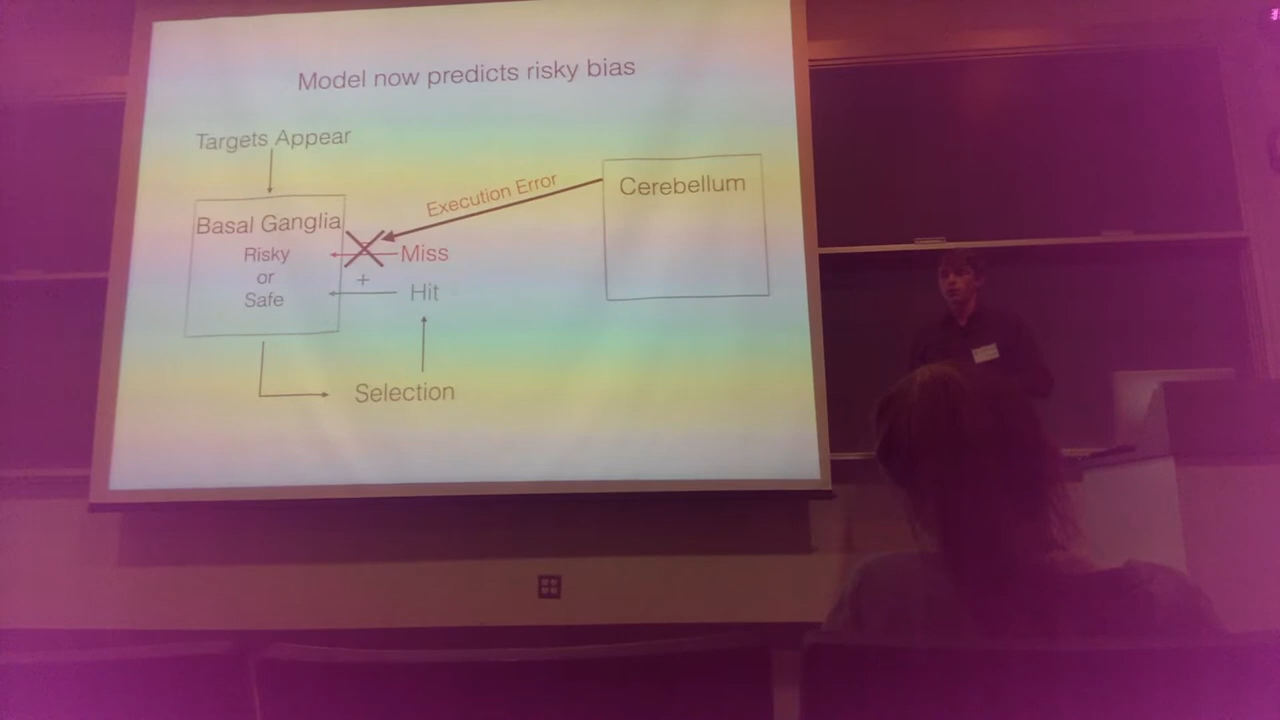 Model now predicts risky bias
Targets Appear
Execution Error
Cerebellum
Basal Ganglia
Risky
or
Safe
Miss
+
Hit
Selection